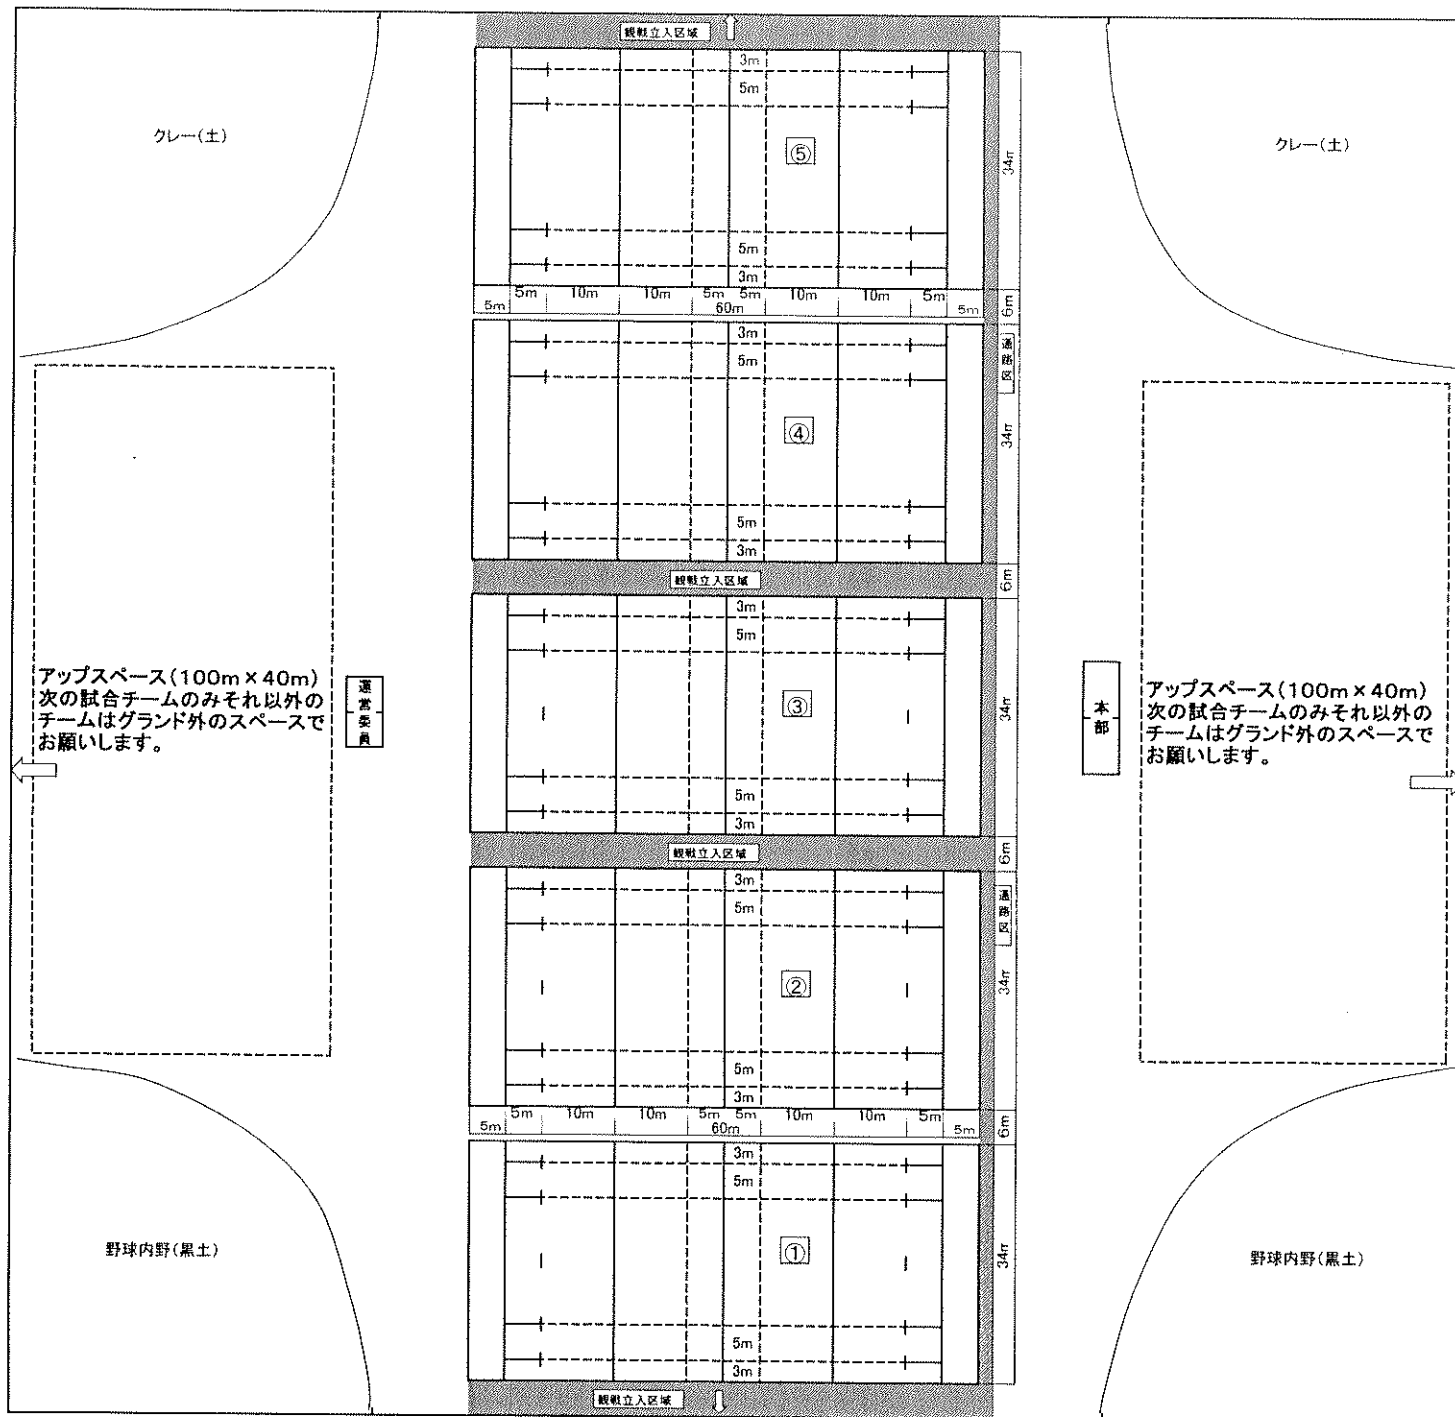 観戦立入区域
3m
5m
クレー(土)
クレー(土)
⑤
34m
5m
3m
5m 10m 10m 5m 5m 10m 10m 5m
5m 60m 5m
6m
3m
5m
通路区
④
34m
5m
3m
観戦立入区域
6m
3m
5m
アップスペース(100m×40m)
次の試合チームのみそれ以外の
チームはグランド外のスペースで
お願いします。
運営委員
③
34m
本部
アップスペース(100m×40m)
次の試合チームのみそれ以外の
チームはグランド外のスペースで
お願いします。
5m
3m
観戦立入区域
6m
3m
5m
通路区
②
34m
5m
3m
5m 10m 10m 5m 5m 10m 10m 5m
5m 60m 5m
6m
3m
5m
野球内野(黒土)
①
34m
野球内野(黒土)
5m
3m
観戦立入区域